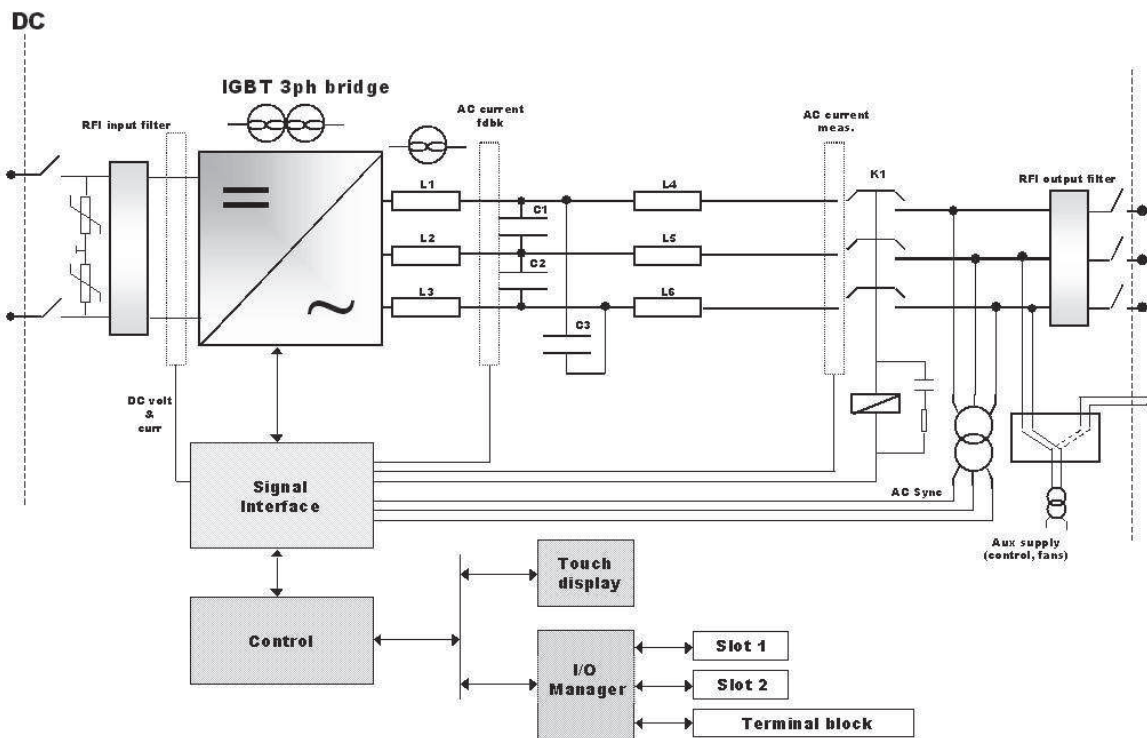 DC
IGBT 3ph bridge
RFI input filter
AC current
fdbk
AC current
meas.
K1
RFI output filter
L1
L4
C1
L2
L5
C2
L3
L6
C3
DC volt
&
curr
Signal
Interface
AC Sync
Aux supply
(control, fans)
Touch
display
Control
I/O
Manager
Slot 1
Slot 2
Terminal block